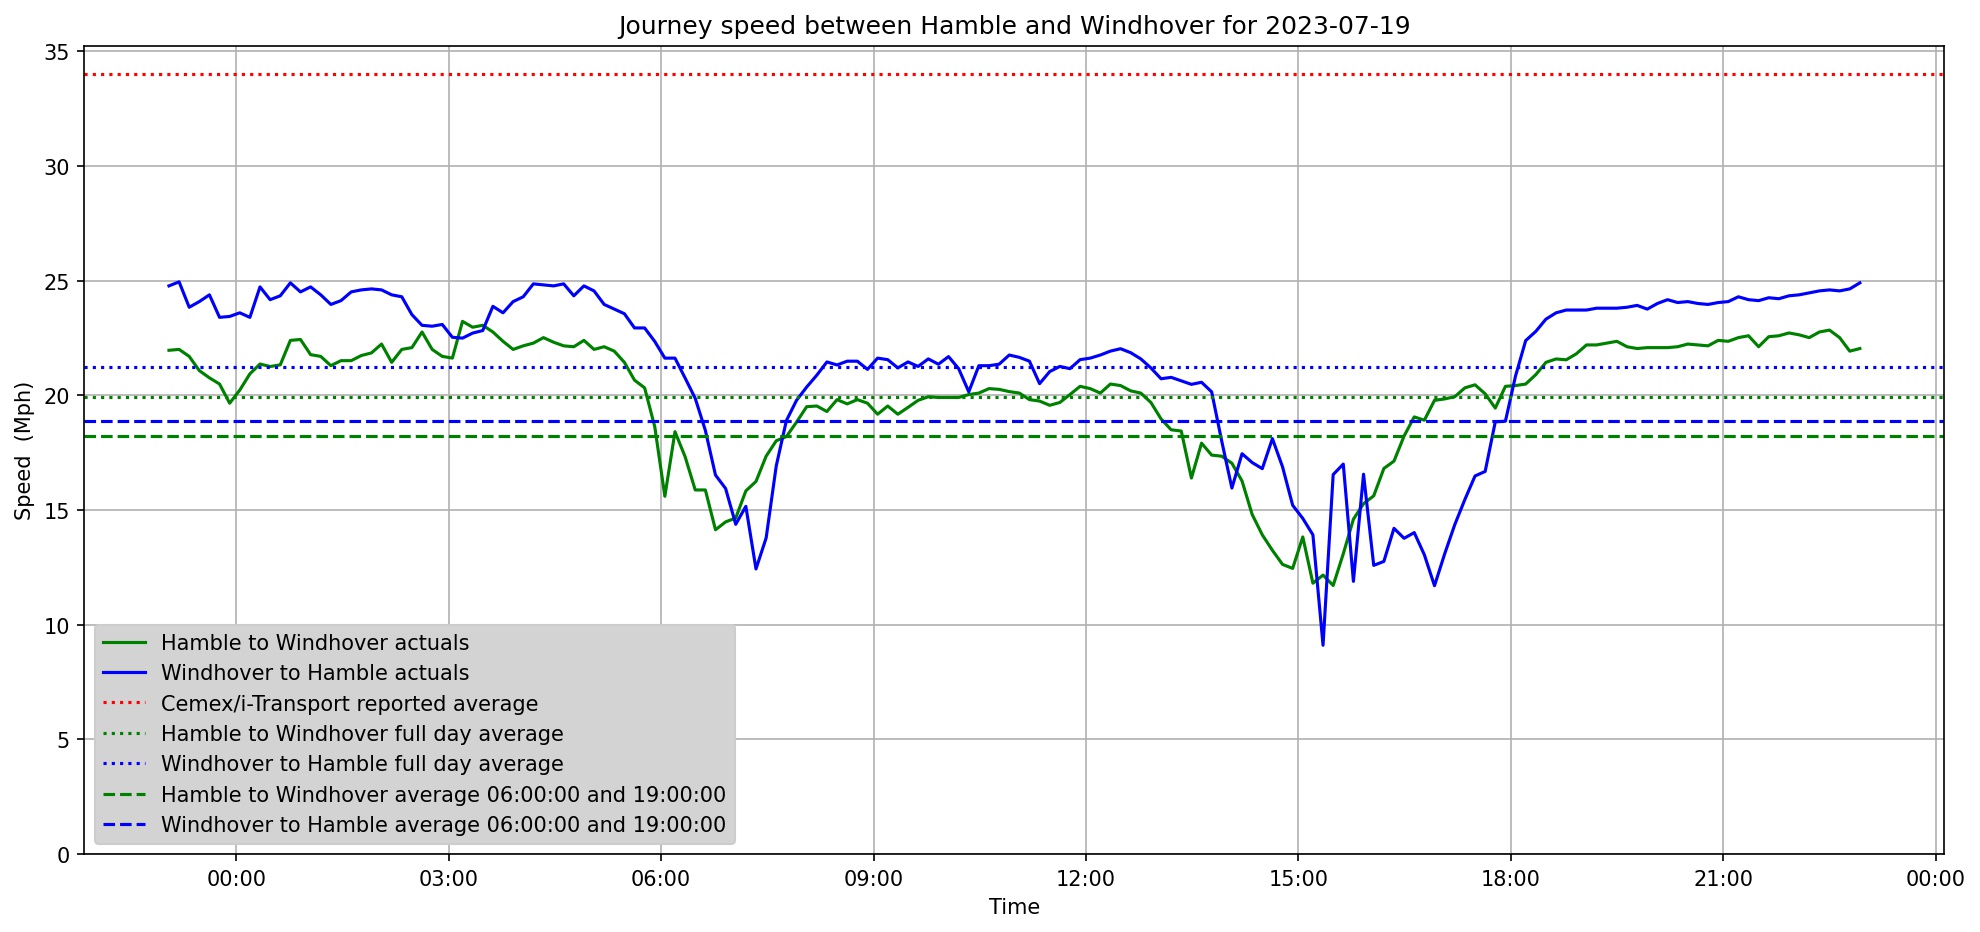 Journey speed between Hamble and Windhover for 2023-07-19
Speed (Mph)
35
30
25
20
15
10
5
0
Hamble to Windhover actuals
Windhover to Hamble actuals
Cemex/i-Transport reported average
Hamble to Windhover full day average
Windhover to Hamble full day average
Hamble to Windhover average 06:00:00 and 19:00:00
Windhover to Hamble average 06:00:00 and 19:00:00
00:00 03:00 06:00 09:00 12:00 15:00 18:00 21:00 00:00
Time